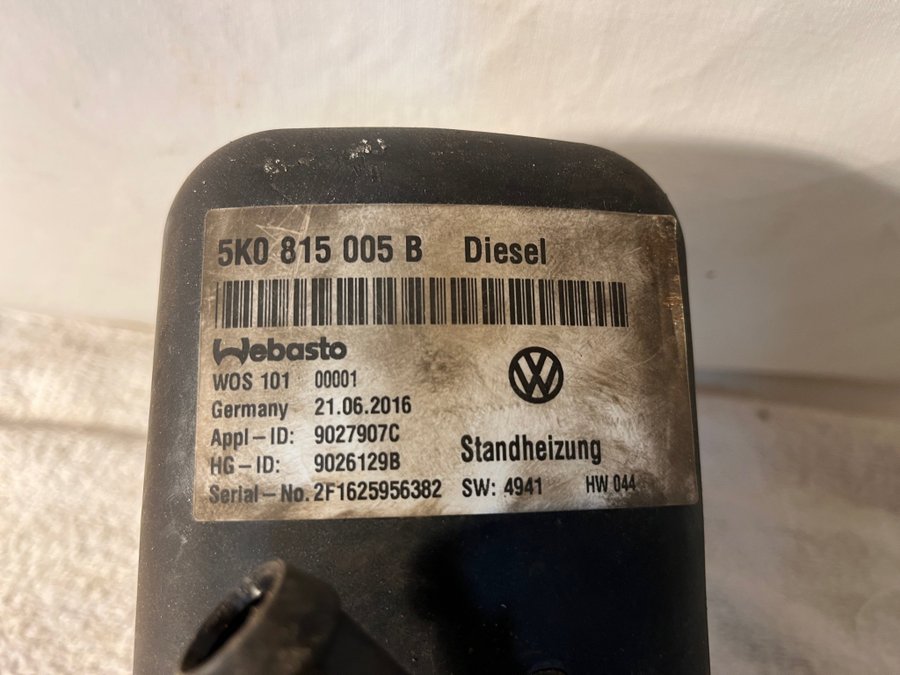 5K0 815 005 B Diesel
Webasto
WOS 101 00001
Germany 21.06.2016
Appl-ID: 9027907C
HG-ID: 9026129B Standheizung
Serial-No. 2F1625956382 SW: 4941 HW 044